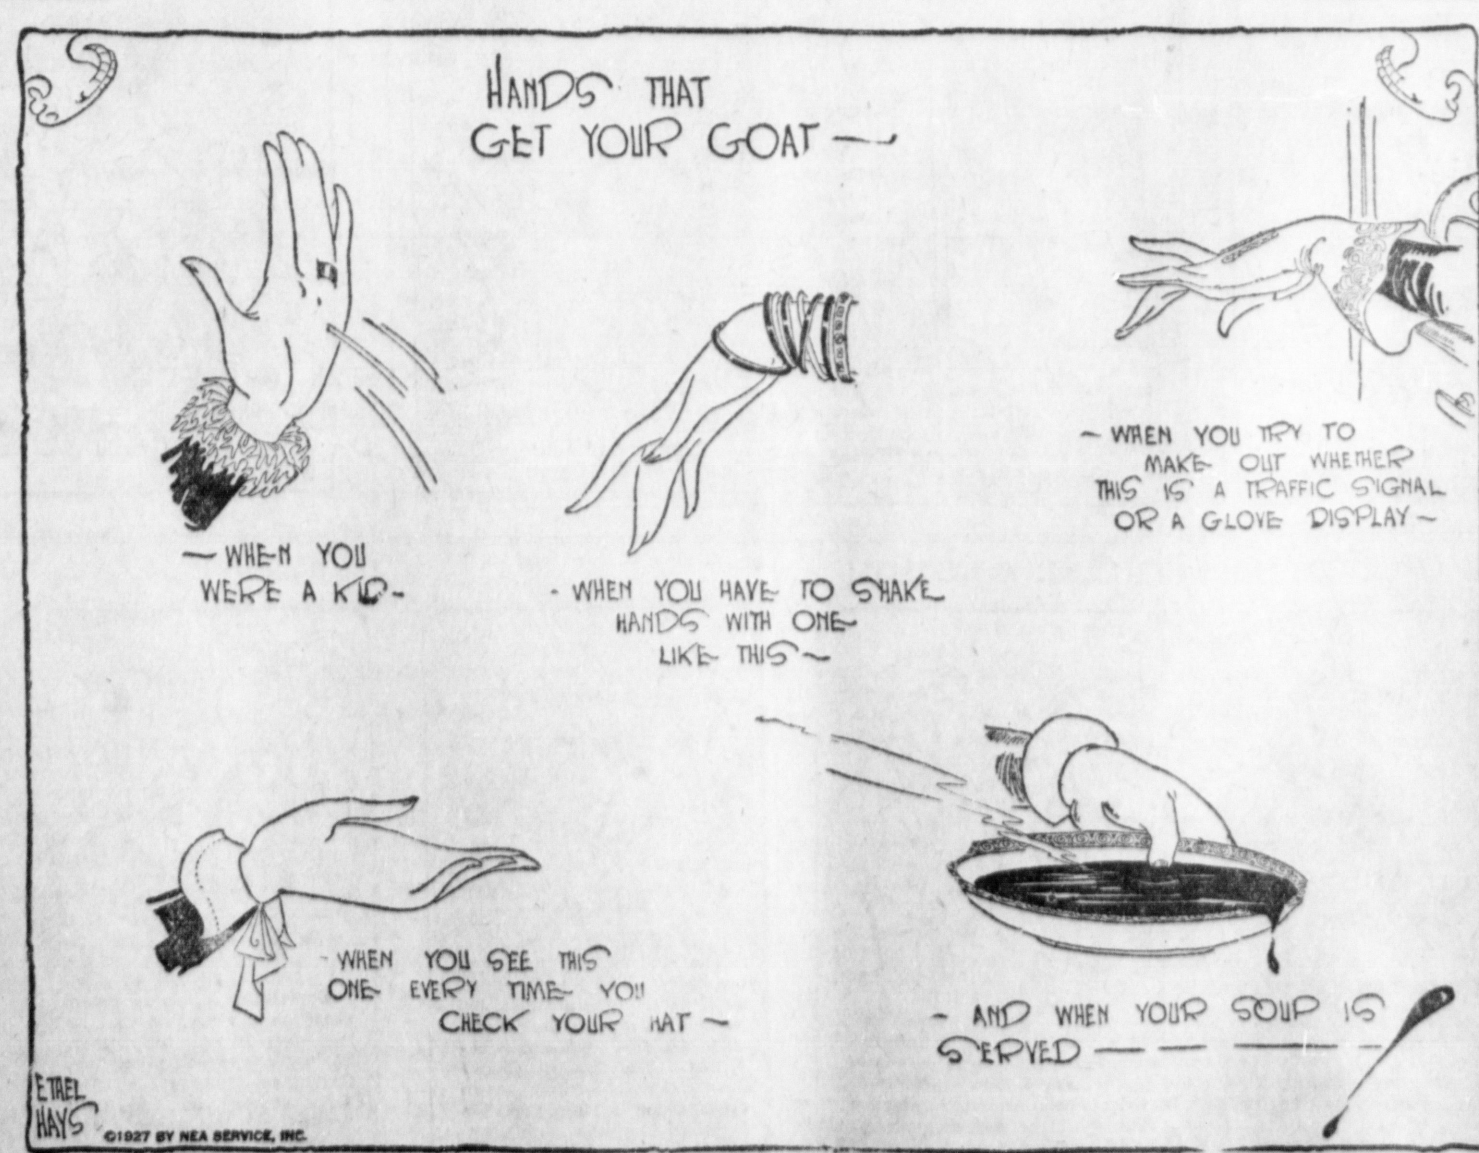 HANDS THAT
GET YOUR GOAT —
— WHEN YOU
WERE A KID-
- WHEN YOU HAVE TO SHAKE
HANDS WITH ONE
LIKE THIS ~
~ WHEN YOU TRY TO
MAKE OUT WHETHER
THIS IS A TRAFFIC SIGNAL
OR A GLOVE DISPLAY ~
- WHEN YOU SEE THIS
ONE EVERY TIME YOU
CHECK YOUR HAT ~
- AND WHEN YOUR SOUP IS
SERVED — — — — —
ETHEL
HAYS
©1927 BY NEA SERVICE, INC.